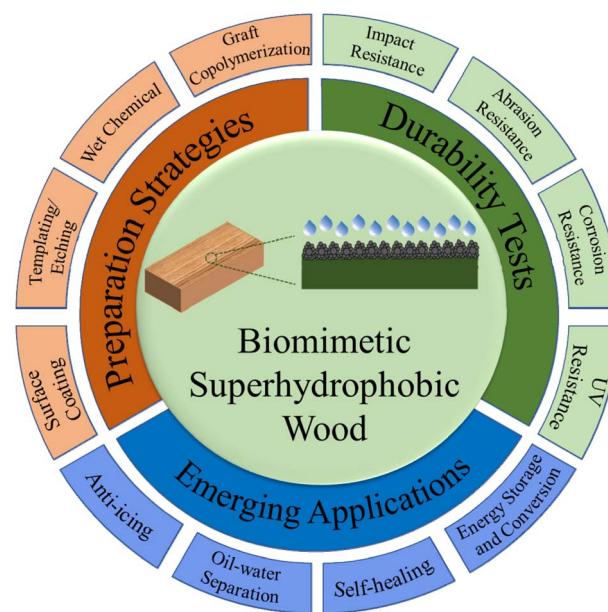 Graft
Copolymerization
Impact
Resistance
Wet Chemical
Abrasion
Resistance
Templating/
Etching
Corrosion
Resistance
Surface
Coating
UV
Resistance
Preparation Strategies
Durability Tests
Biomimetic
Superhydrophobic
Wood
Emerging Applications
Anti-icing
Oil-water
Separation
Self-healing
Energy Storage
and Conversion